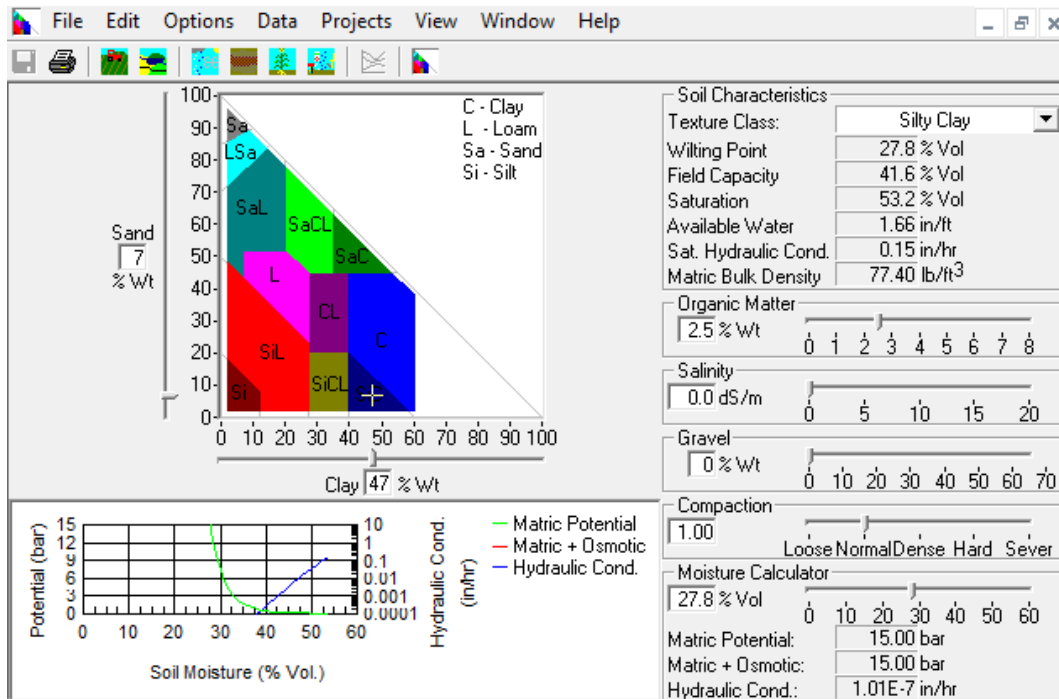 File Edit Options Data Projects View Window Help
C - Clay
L - Loam
Sa - Sand
Si - Silt
100
90
80
70
60
50
40
30
20
10
0
Sand
7
% Wt
Sa
LSa
SaL
SaCL
SaC
L
CL
C
SiL
SiCL
Si
0 10 20 30 40 50 60 70 80 90 100
Clay 47 % Wt
Soil Characteristics
Texture Class: Silty Clay
Wilting Point 27.8 % Vol
Field Capacity 41.6 % Vol
Saturation 53.2 % Vol
Available Water 1.66 in/ft
Sat. Hydraulic Cond. 0.15 in/hr
Matric Bulk Density 77.40 lb/ft3
Organic Matter
2.5 % Wt
0 1 2 3 4 5 6 7 8
Salinity
0.0 dS/m
0 5 10 15 20
Gravel
0 % Wt
0 10 20 30 40 50 60 70
Compaction
1.00
Loose Normal Dense Hard Sever
Moisture Calculator
27.8 % Vol
0 10 20 30 40 50 60
Matric Potential: 15.00 bar
Matric + Osmotic: 15.00 bar
Hydraulic Cond.: 1.01E-7 in/hr
Potential (bar)
15
12
9
6
3
0
0 10 20 30 40 50 60
Soil Moisture (% Vol.)
10
1
0.1
0.01
0.001
0.0001
Hydraulic Cond.
(in/hr)
Matric Potential
Matric + Osmotic
Hydraulic Cond.